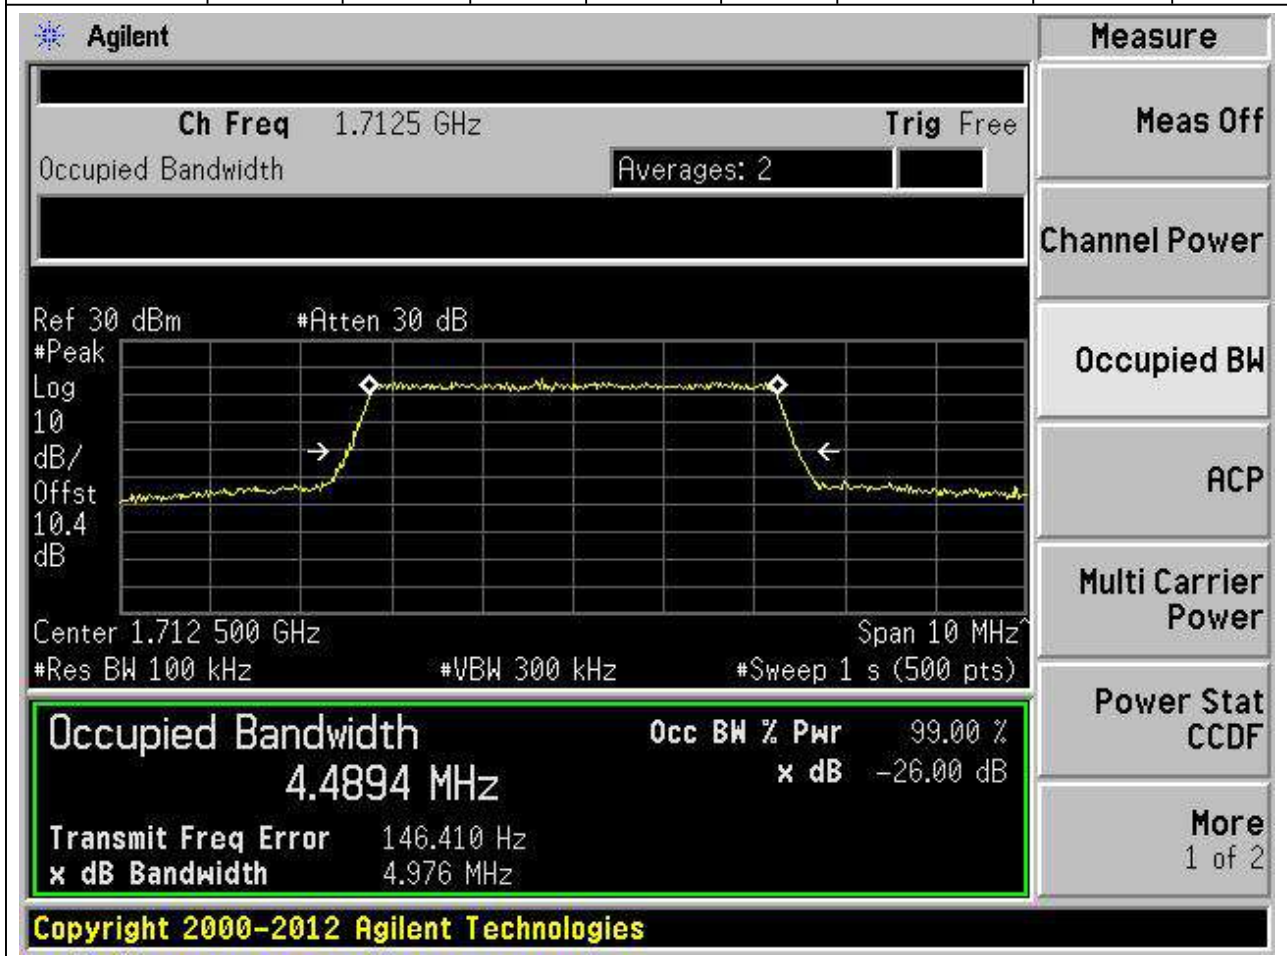 Agilent
Measure
Ch Freq 1.7125 GHz Trig Free
Occupied Bandwidth Averages: 2
Meas Off
Channel Power
Occupied BW
ACP
Multi Carrier
Power
Power Stat
CCDF
More
1 of 2
Ref 30 dBm #Atten 30 dB
#Peak
Log
10
dB/
Offst
10.4
dB
Center 1.712 500 GHz Span 10 MHz^
#Res BW 100 kHz #VBW 300 kHz #Sweep 1 s (500 pts)
Occupied Bandwidth Occ BW % Pwr 99.00 %
4.4894 MHz x dB -26.00 dB
Transmit Freq Error 146.410 Hz
x dB Bandwidth 4.976 MHz
Copyright 2000-2012 Agilent Technologies